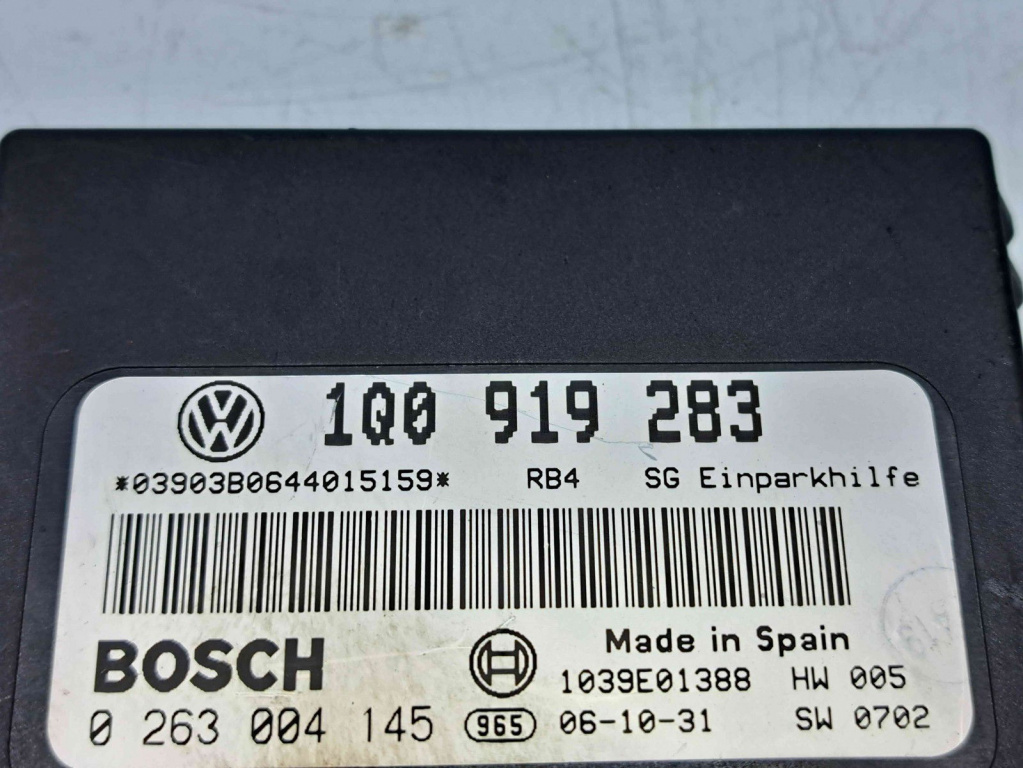 1Q0 919 283
*03903B0644015159* RB4 SG Einparkhilfe
BOSCH Made in Spain
1039E01388 HW 005
0 263 004 145 965 06-10-31 SW 0702